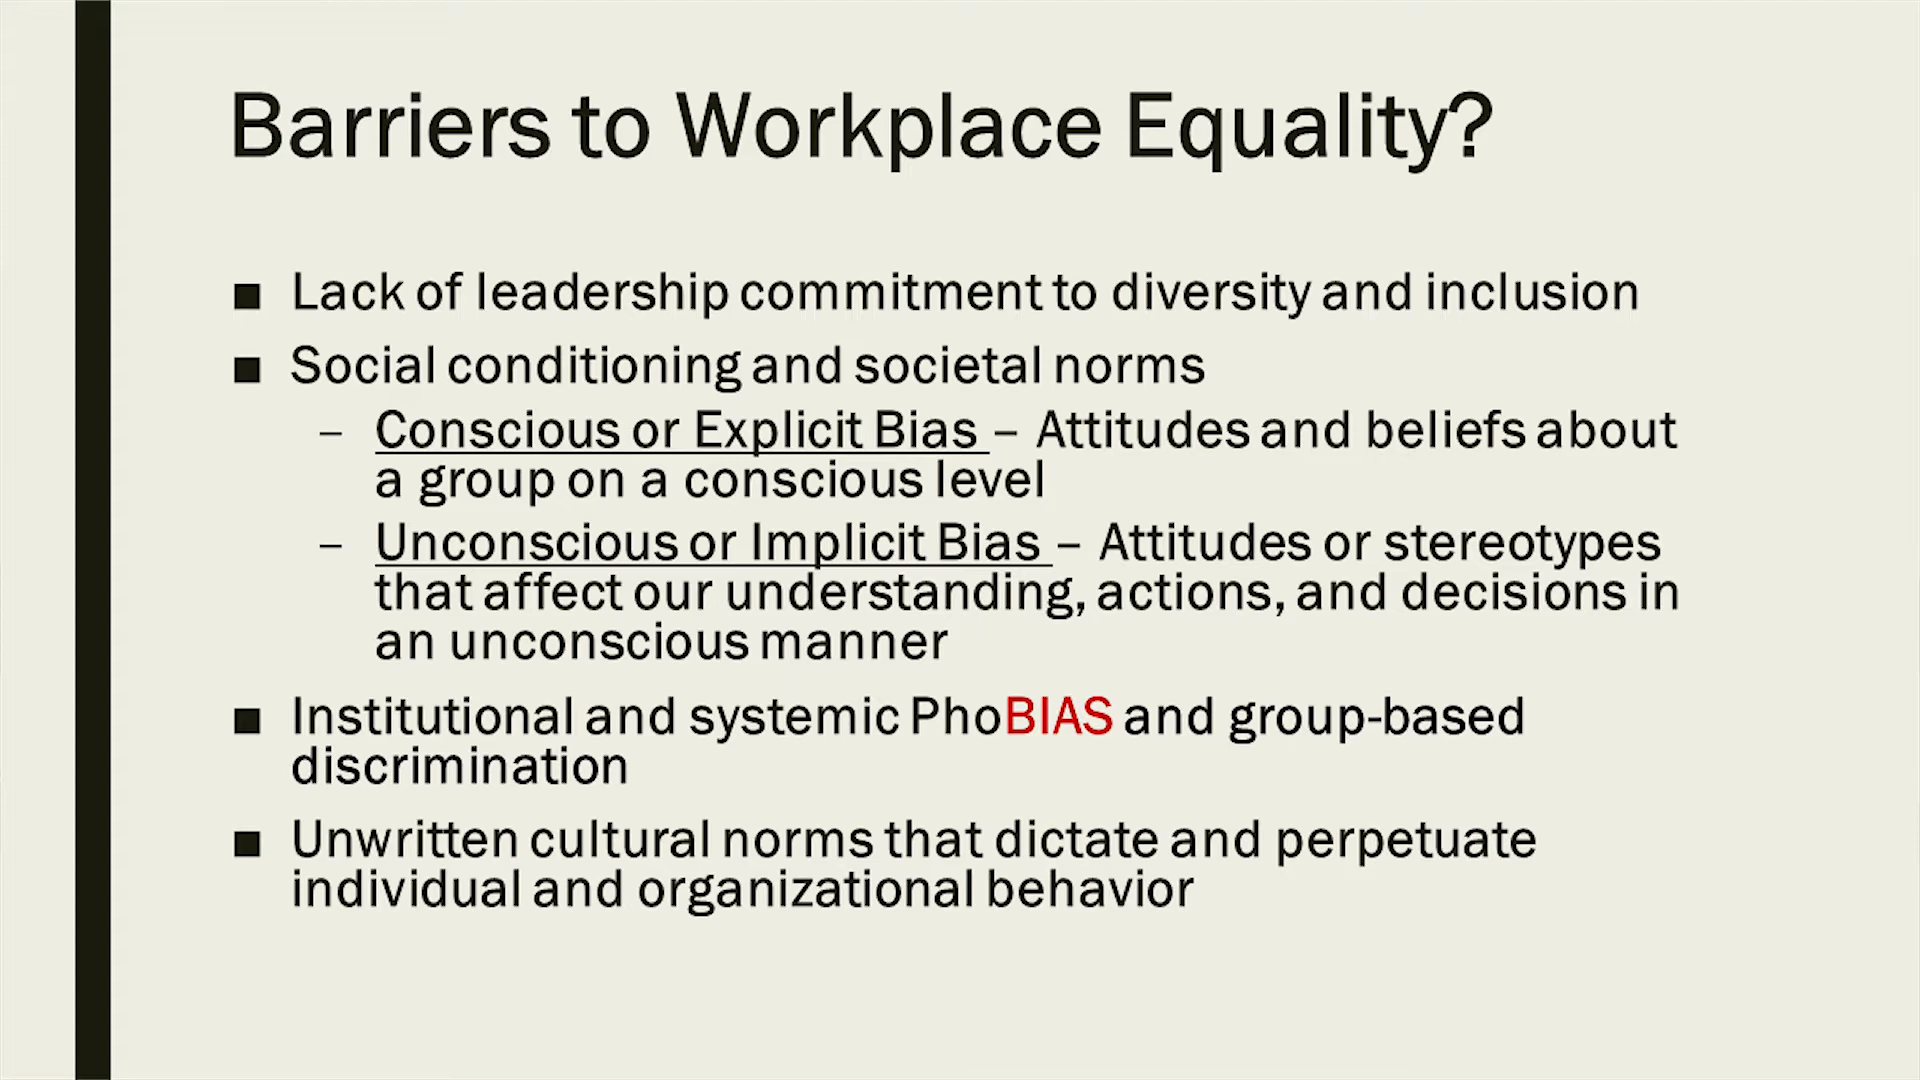 Barriers to Workplace Equality?
■ Lack of leadership commitment to diversity and inclusion
■ Social conditioning and societal norms
– Conscious or Explicit Bias – Attitudes and beliefs about
a group on a conscious level
– Unconscious or Implicit Bias – Attitudes or stereotypes
that affect our understanding, actions, and decisions in
an unconscious manner
■ Institutional and systemic PhoBIAS and group-based
discrimination
■ Unwritten cultural norms that dictate and perpetuate
individual and organizational behavior